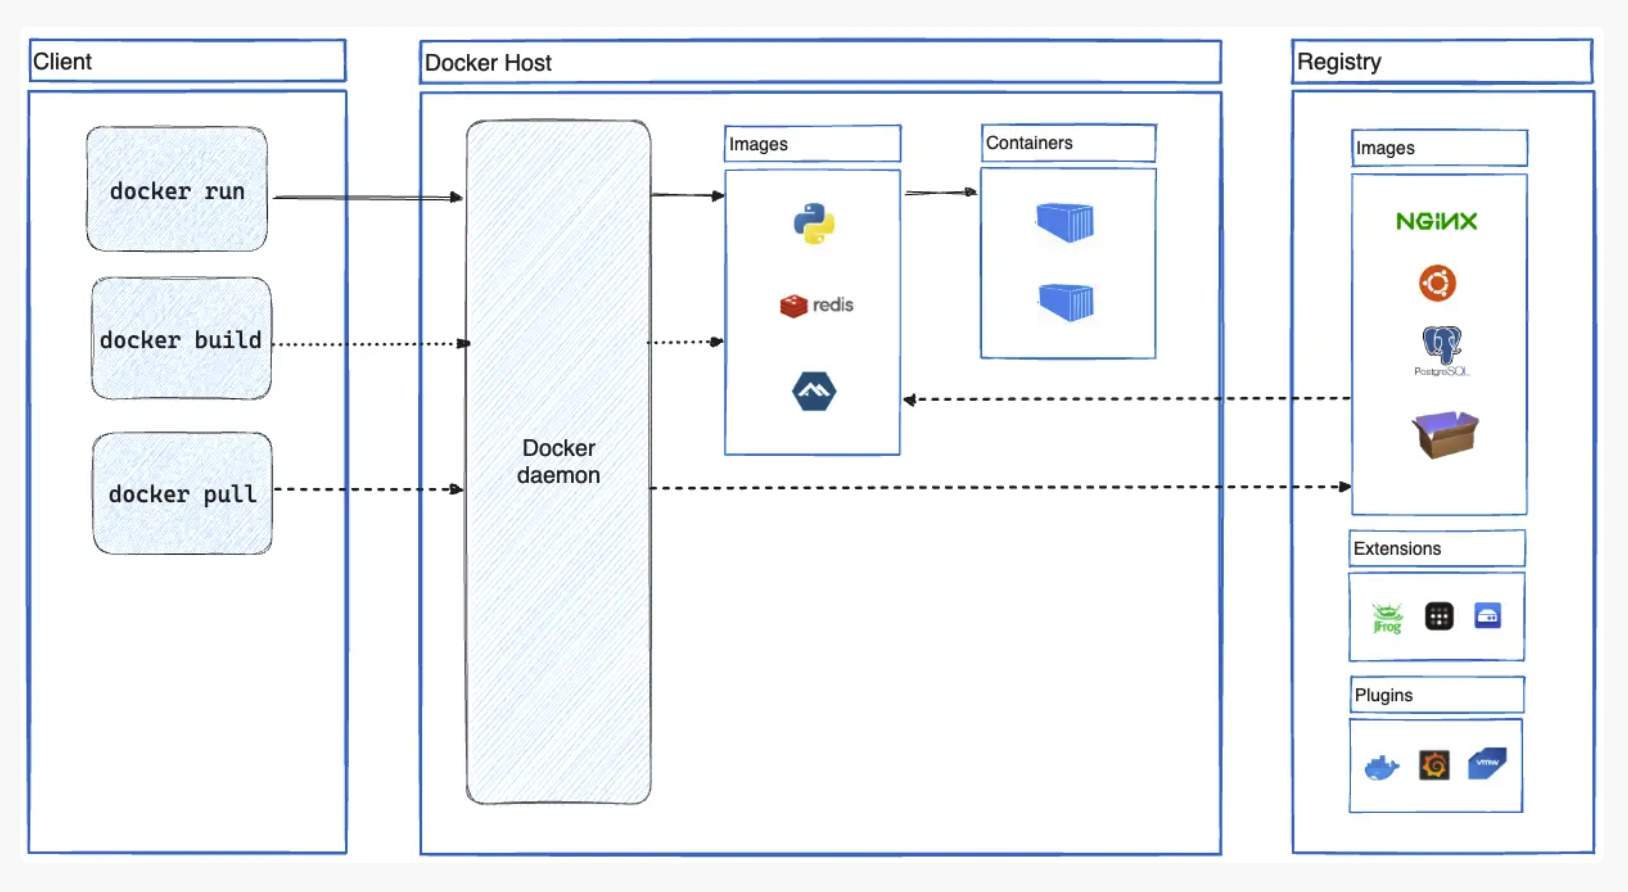 Client
docker run
docker build
docker pull
Docker Host
Docker
daemon
Images
redis
Containers
Registry
Images
NGINX
PostgreSQL
Extensions
JFrog
Plugins
vmw